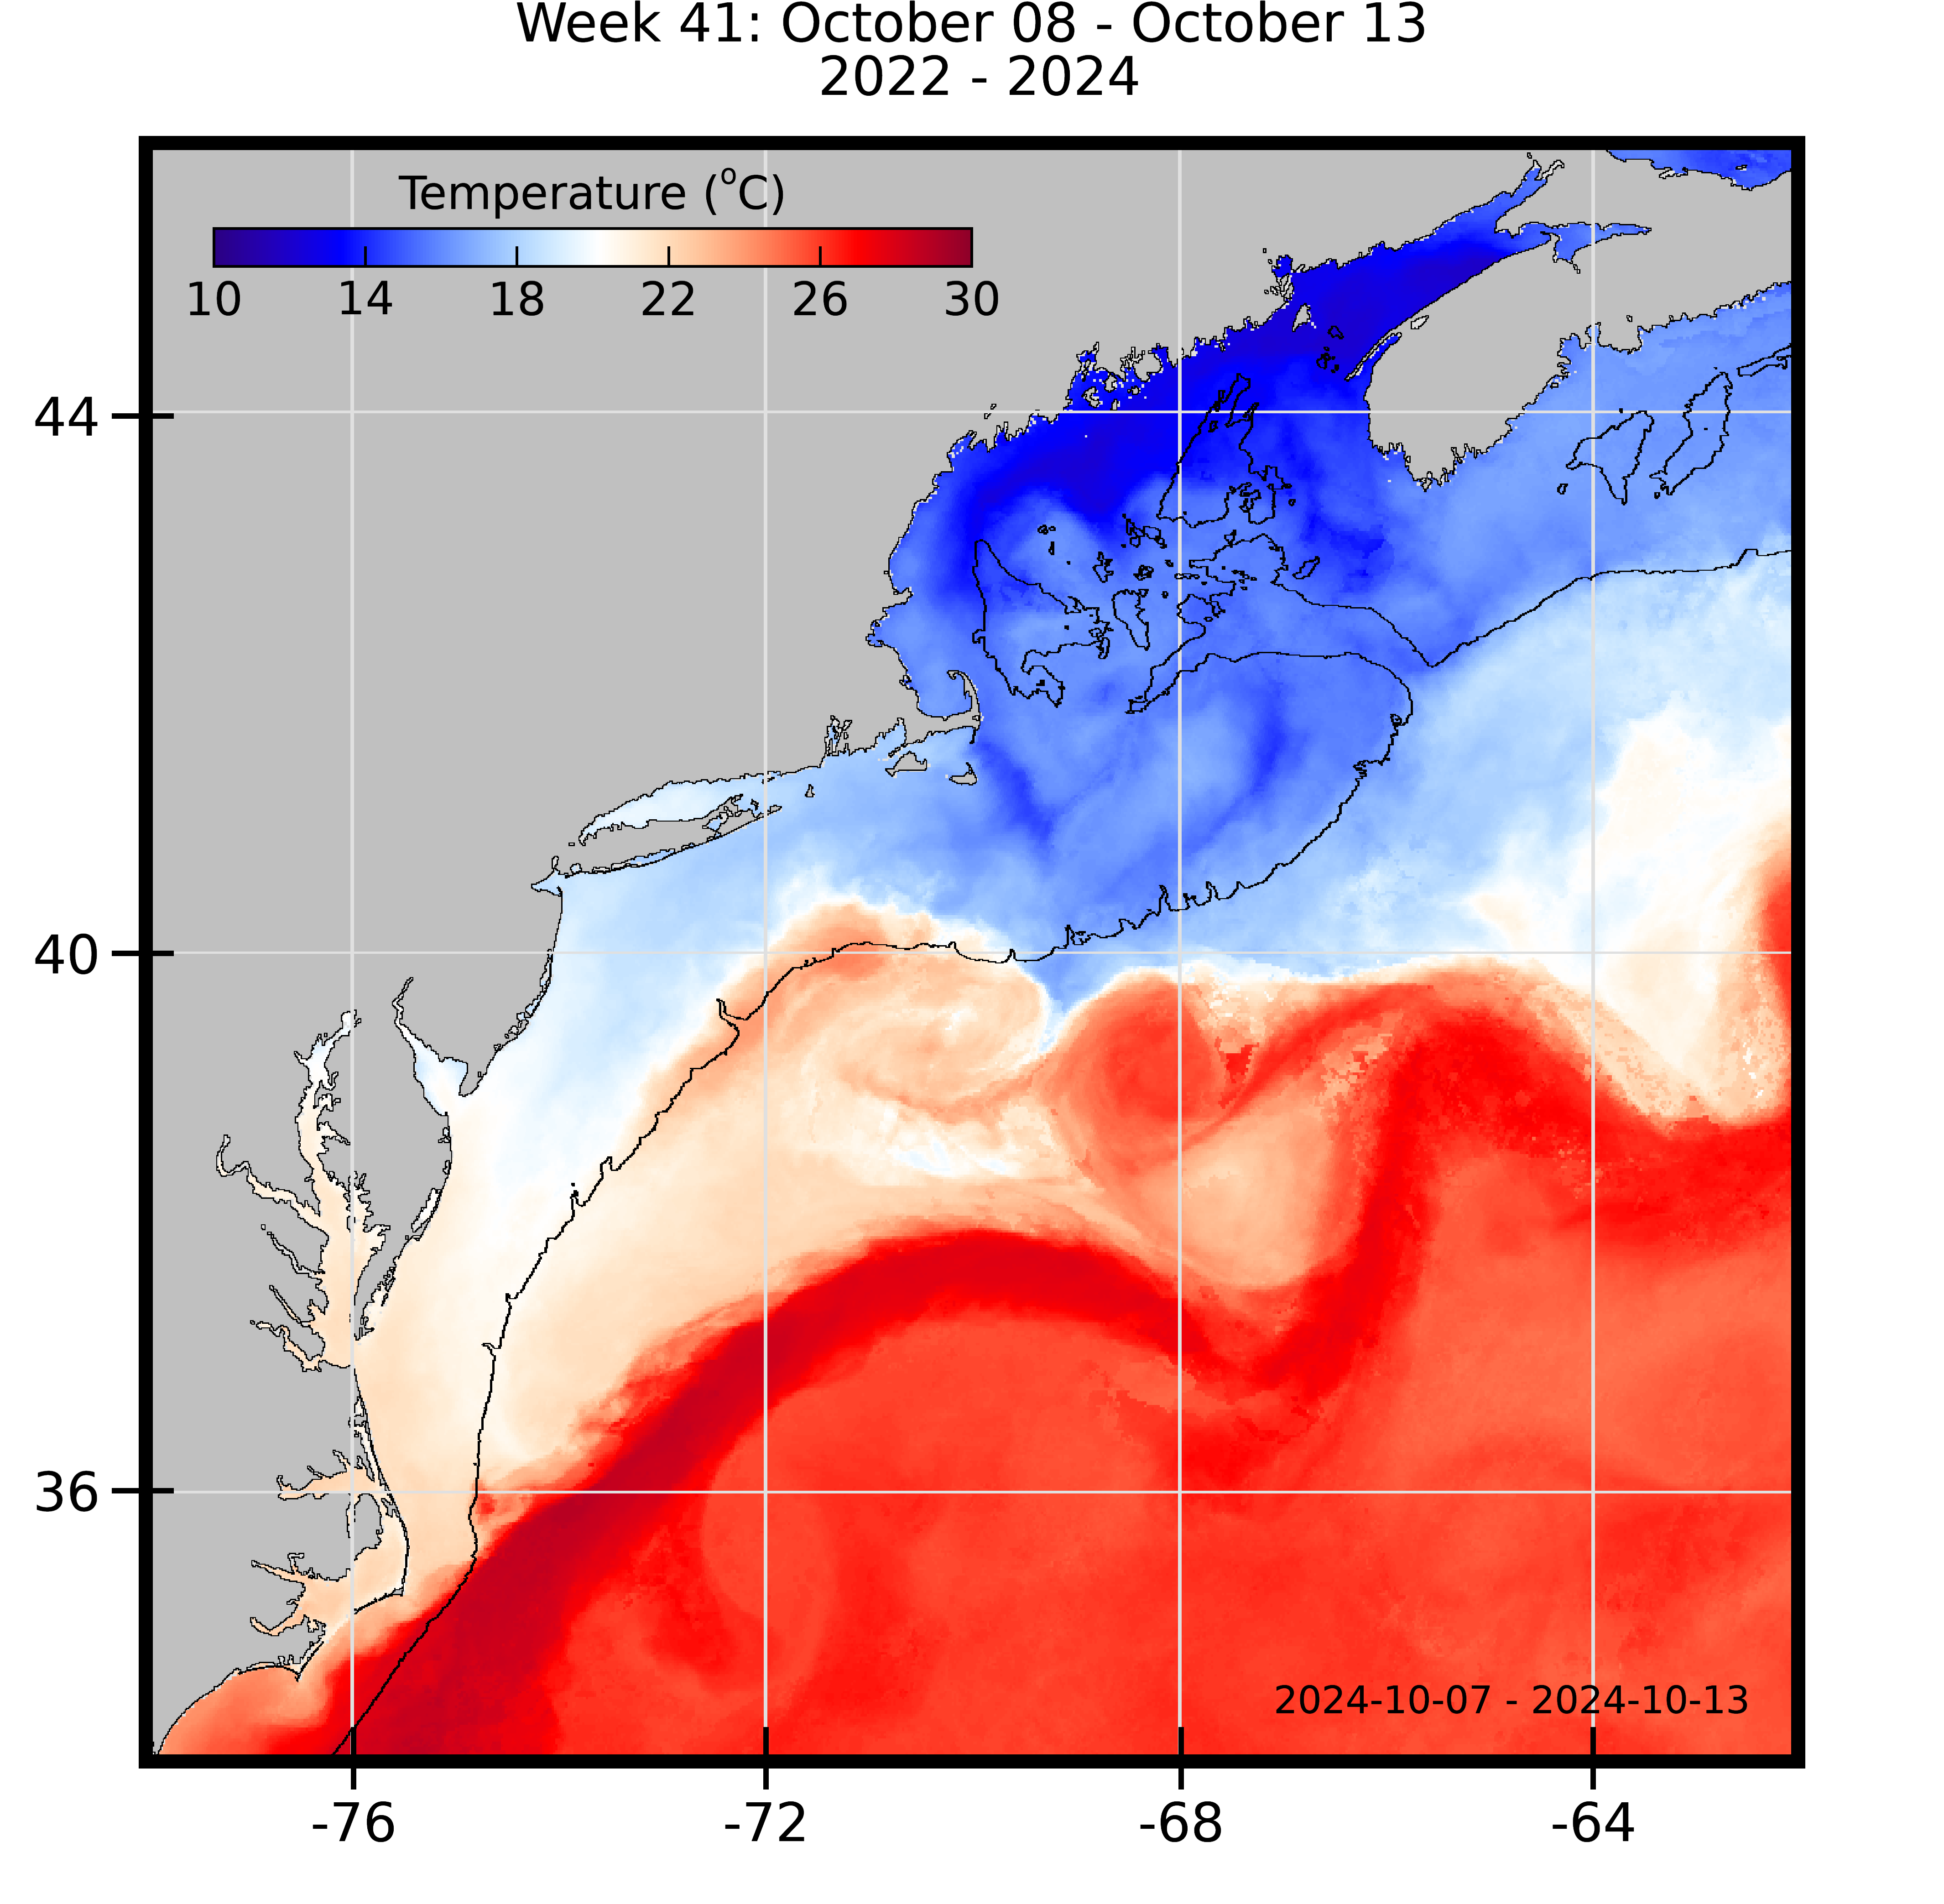 Week 41: October 08 - October 13
2022 - 2024
Temperature (°C)
10 14 18 22 26 30
44
40
36
2024-10-07 - 2024-10-13
-76 -72 -68 -64